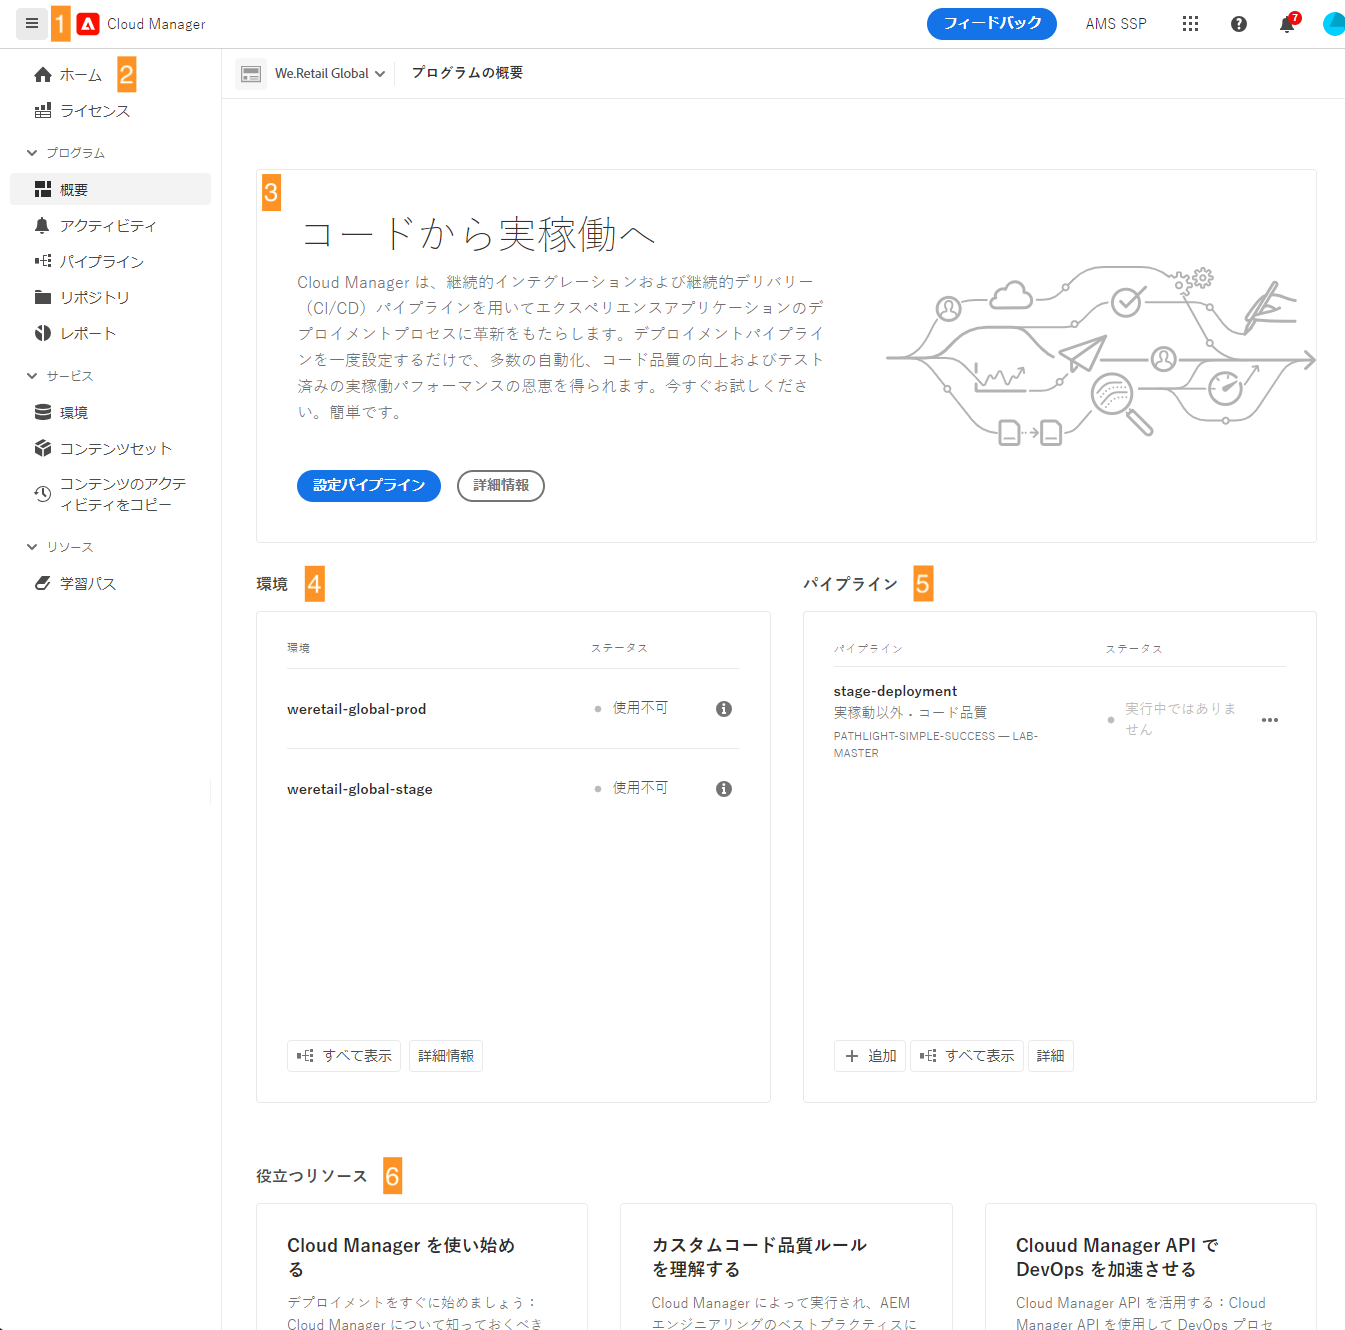 1 Cloud Manager フィードバック AMS SSP 7
ホーム 2
ライセンス
プログラム
概要
アクティビティ
パイプライン
リポジトリ
レポート
サービス
環境
コンテンツセット
コンテンツのアクテ
ィビティをコピー
リソース
学習パス
We.Retail Global プログラムの概要
3
コードから実稼働へ
Cloud Manager は、継続的インテグレーションおよび継続的デリバリー
（CI/CD）パイプラインを用いてエクスペリエンスアプリケーションのデ
プロイメントプロセスに革新をもたらします。デプロイメントパイプライ
ンを一度設定するだけで、多数の自動化、コード品質の向上およびテスト
済みの実稼働パフォーマンスの恩恵を得られます。今すぐお試しくださ
い。簡単です。
設定パイプライン 詳細情報
環境 4
環境 ステータス
weretail-global-prod 使用不可
weretail-global-stage 使用不可
すべて表示 詳細情報
パイプライン 5
パイプライン ステータス
stage-deployment
実稼動以外・コード品質
PATHLIGHT-SIMPLE-SUCCESS — LAB-
MASTER
実行中ではありま
せん
追加 すべて表示 詳細
役立つリソース 6
Cloud Manager を使い始め
る
デプロイメントをすぐに始めましょう：
Cloud Manager について知っておくべき
カスタムコード品質ルール
を理解する
Cloud Manager によって実行され、AEM
エンジニアリングのベストプラクティスに
Clouud Manager API で
DevOps を加速させる
Cloud Manager API を活用する：Cloud
Manager API を使用して DevOps プロセ